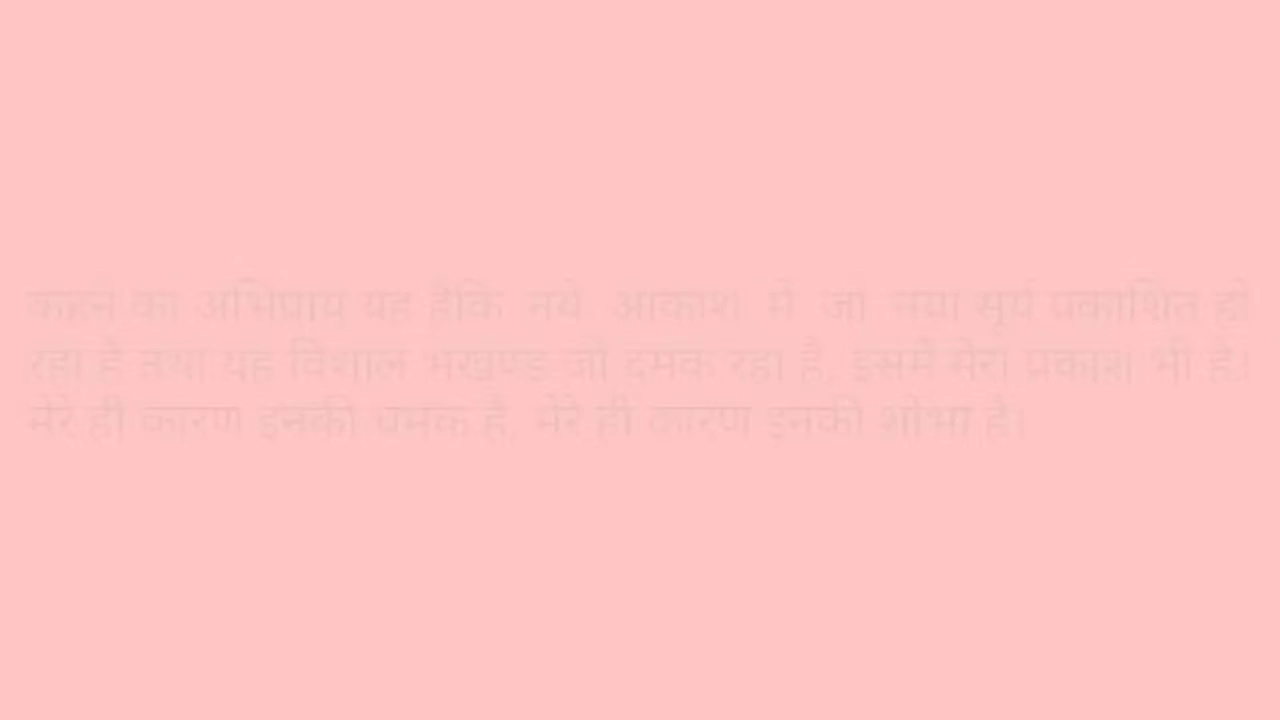 कहने का अभिप्राय यह हैकि नये आकाश में जो नया सूर्य प्रकाशित हो
रहा है तथा यह विशाल भूखण्ड जो दमक रहा है, इसमें मेरा प्रकाश भी है।
मेरे ही कारण इनकी चमक है, मेरे ही कारण इनकी शोभा है।